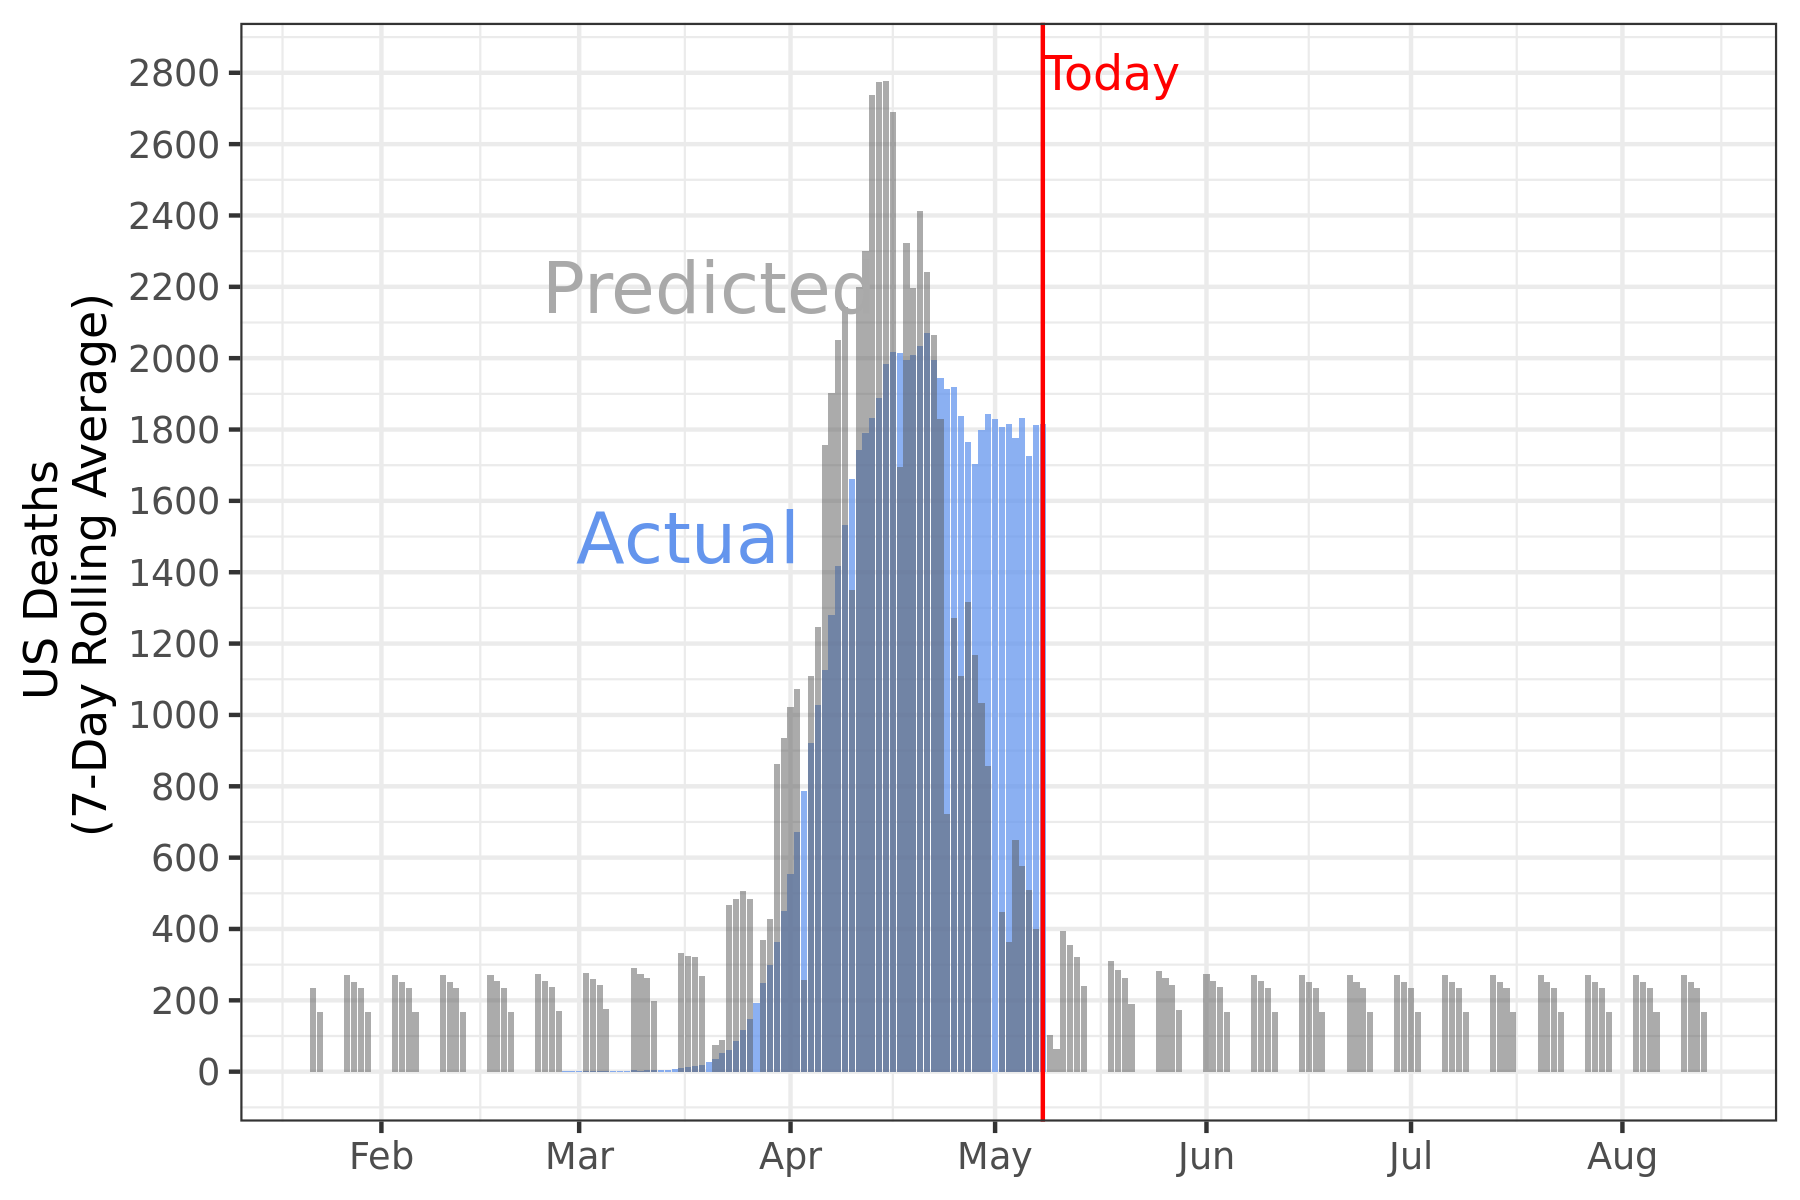 US Deaths
(7-Day Rolling Average)
2800
2600
2400
2200
2000
1800
1600
1400
1200
1000
800
600
400
200
0
Today
Predicted
Actual
Feb
Mar
Apr
May
Jun
Jul
Aug